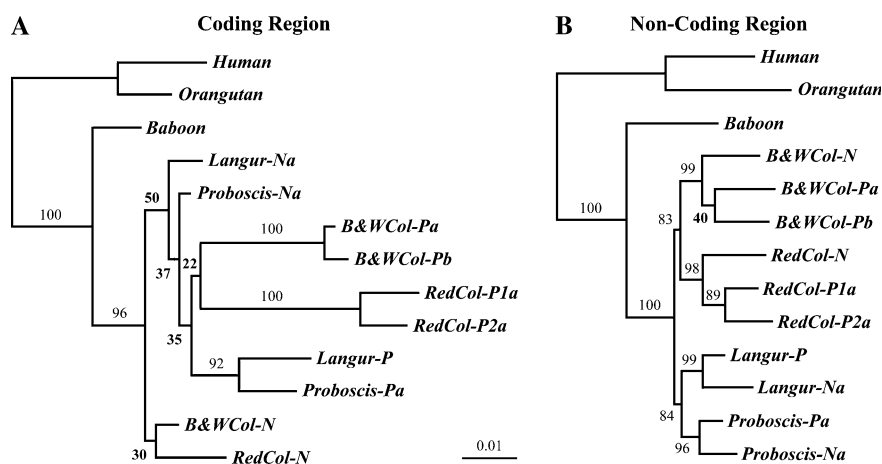 A
Coding Region
Human
Orangutan
Baboon
Langur-Na
50
Proboscis-Na
100
100
B&WCol-Pa
22
B&WCol-Pb
37
100
RedCol-P1a
96
RedCol-P2a
35
92
Langur-P
Proboscis-Pa
B&WCol-N
30
RedCol-N
0.01
B
Non-Coding Region
Human
Orangutan
Baboon
B&WCol-N
99
B&WCol-Pa
100
83
40
B&WCol-Pb
RedCol-N
98
RedCol-P1a
89
100
RedCol-P2a
Langur-P
99
Langur-Na
84
Proboscis-Pa
96
Proboscis-Na